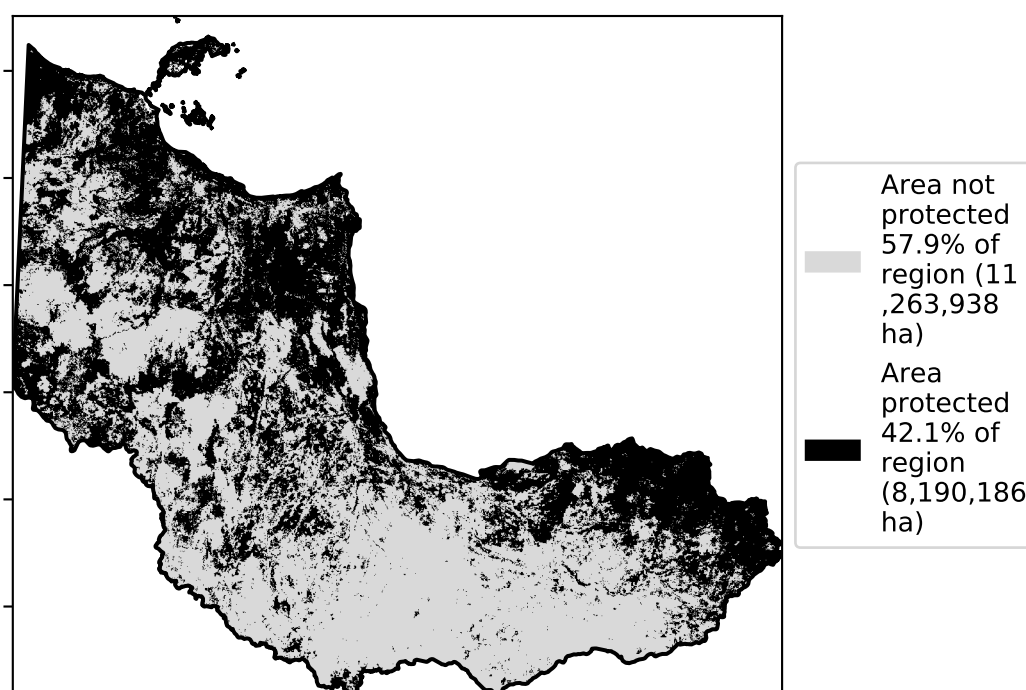 Area not
protected
57.9% of
region (11
,263,938
ha)
Area
protected
42.1% of
region
(8,190,186
ha)